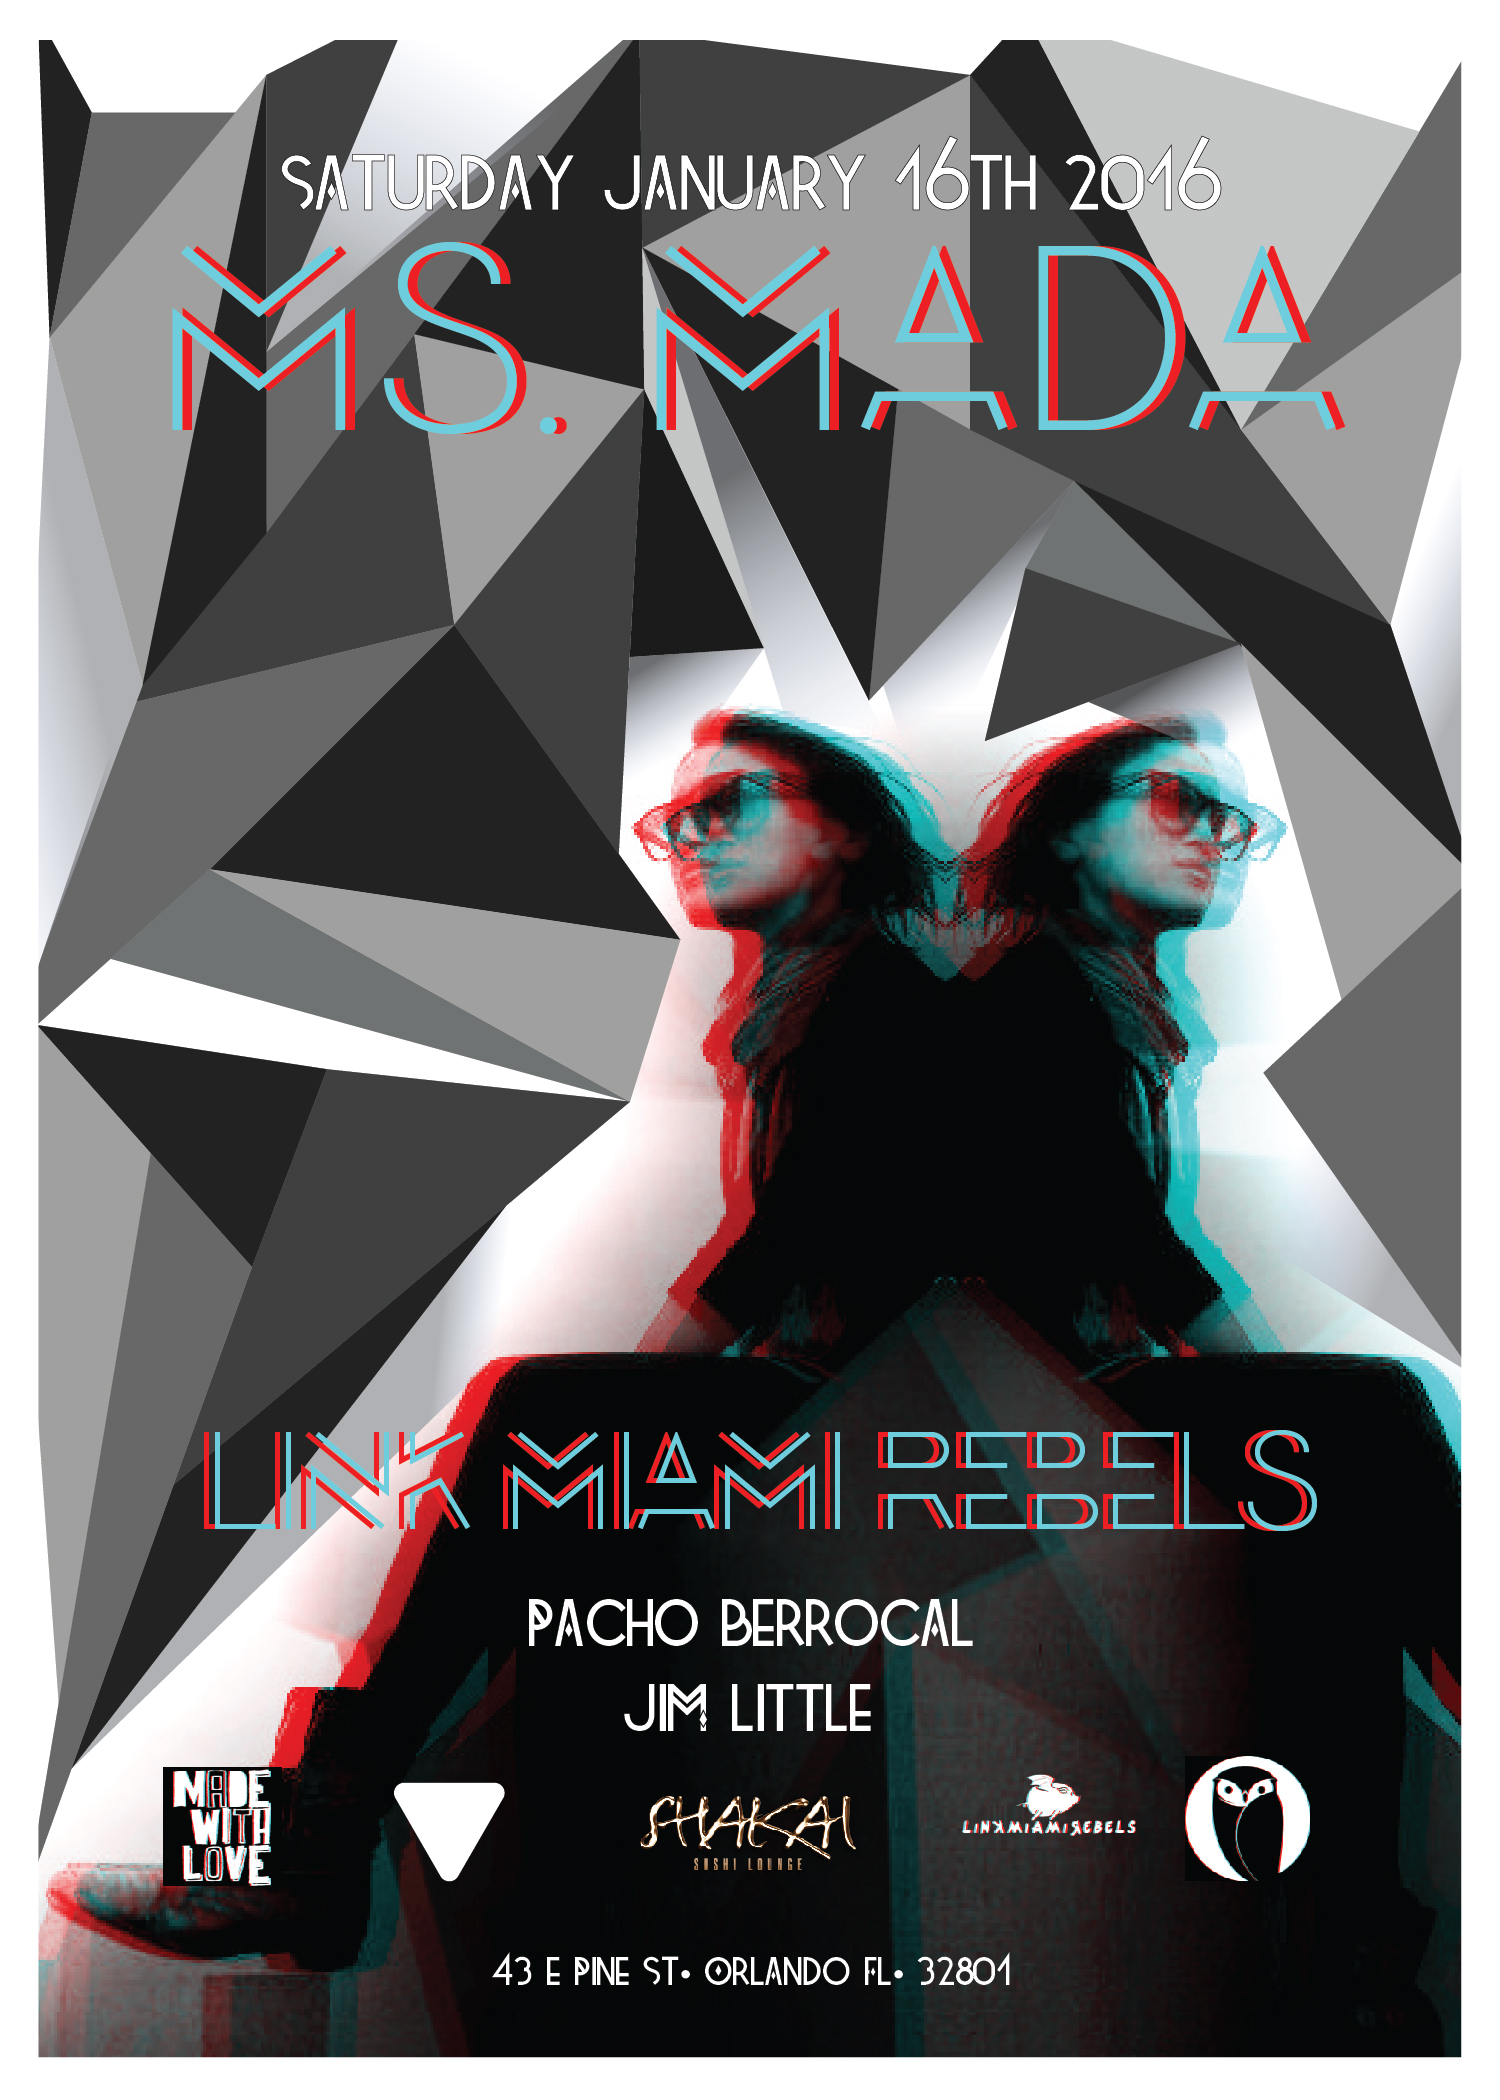 SATURDAY JANUARY 16TH 2016
MS. MADA
LINK MIAMI REBELS
PACHO BERROCAL
JIM LITTLE
MADE
WITH
LOVE
SHAKAI
SUSHI LOUNGE
LINKMIAMIREBELS
43 E PINE ST. ORLANDO FL. 32801